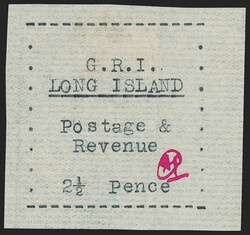 G.R.I.
LONG ISLAND
Postage &
Revenue
2½ Pence